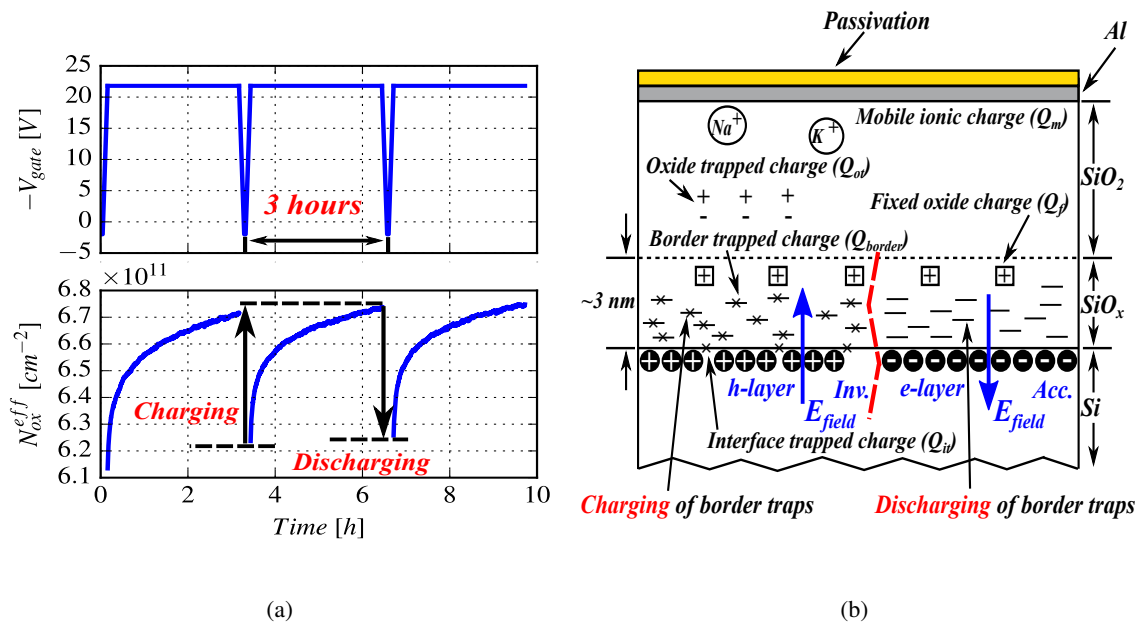 25
20
15
10
5
0
−5
−V_gate [V]
3 hours
×10^11
6.8
6.7
6.6
6.5
6.4
6.3
6.2
6.1
N_ox^eff [cm^−2]
Charging
Discharging
0 2 4 6 8 10
Time [h]
(a)
Passivation
Al
Na+
K+
Mobile ionic charge (Q_m)
Oxide trapped charge (Q_ot)
+ + +
- - -
SiO_2
Fixed oxide charge (Q_f)
Border trapped charge (Q_border)
+ + + + +
~3 nm
SiO_x
+ + + + + + + + +
- - - - - - - - -
h-layer
Inv.
e-layer
Acc.
E_field
E_field
Si
Interface trapped charge (Q_it)
Charging of border traps
Discharging of border traps
(b)